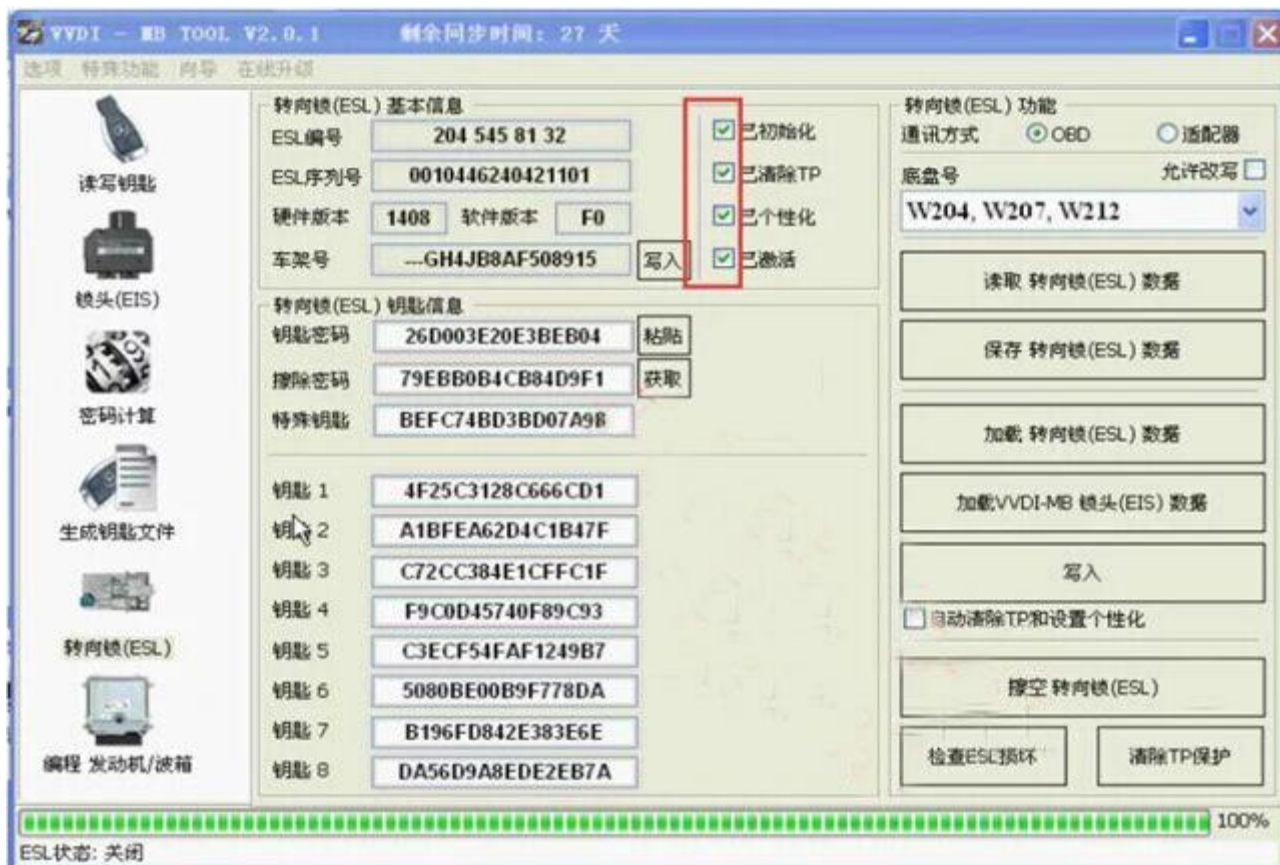 VVDI - MB TOOL V2.0.1 剩余同步时间: 27 天
选项 特殊功能 向导 在线升级
读写钥匙
锁头(EIS)
密码计算
生成钥匙文件
转向锁(ESL)
编程 发动机/波箱
转向锁(ESL) 基本信息
ESL编号 204 545 81 32
ESL序列号 0010446240421101
硬件版本 1408 软件版本 F0
车架号 ---GH4JB8AF508915 写入
已初始化
已清除TP
已个性化
已激活
转向锁(ESL) 钥匙信息
钥匙密码 26D003E20E3BEB04 粘贴
擦除密码 79EBB0B4CB84D9F1 获取
特殊钥匙 BEFC74BD3BD07A98
钥匙 1 4F25C3128C666CD1
钥匙 2 A1BFEA62D4C1B47F
钥匙 3 C72CC384E1CFFC1F
钥匙 4 F9C0D45740F89C93
钥匙 5 C3ECF54FAF1249B7
钥匙 6 5080BE00B9F778DA
钥匙 7 B196FD842E383E6E
钥匙 8 DA56D9A8EDE2EB7A
转向锁(ESL) 功能
通讯方式 OBD 适配器
底盘号 允许改写
W204, W207, W212
读取 转向锁(ESL) 数据
保存 转向锁(ESL) 数据
加载 转向锁(ESL) 数据
加载VVDI-MB 锁头(EIS) 数据
写入
自动清除TP和设置个性化
擦空 转向锁(ESL)
检查ESL损坏 清除TP保护
100%
ESL状态: 关闭